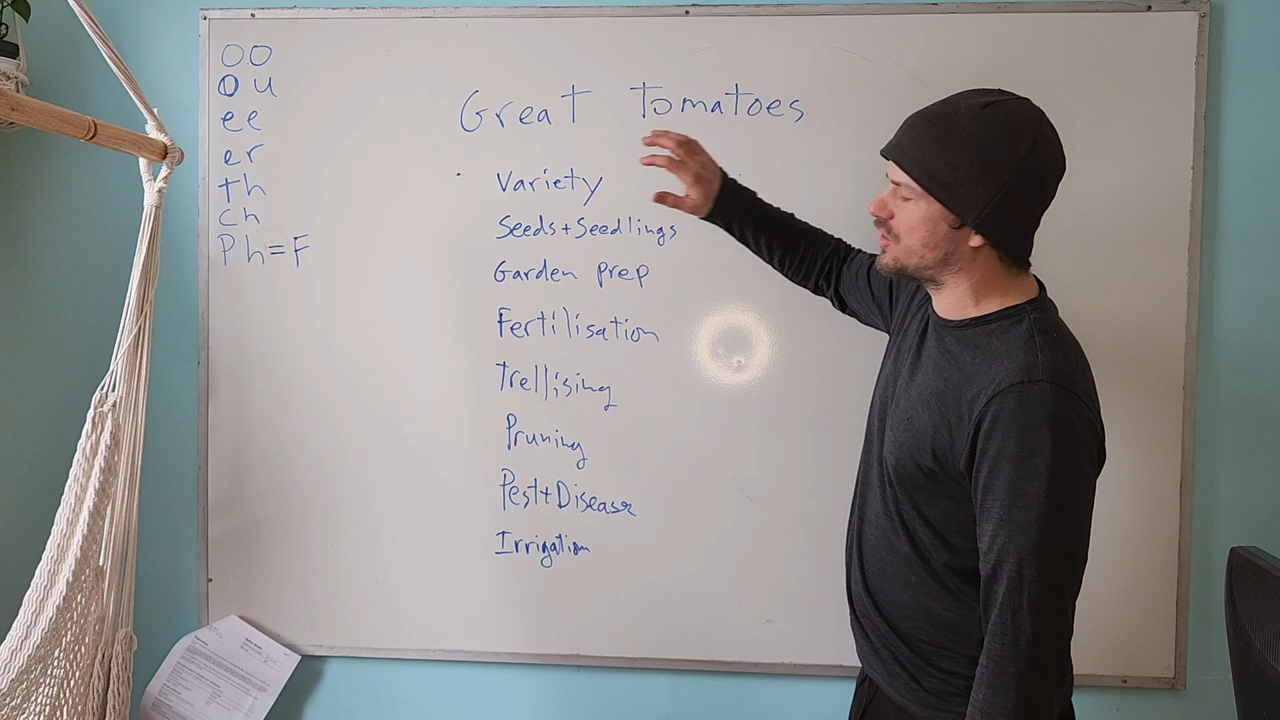 OO
Ou
ee
er
th
ch
Ph=F
Great Tomatoes
Variety
Seeds+Seedlings
Garden prep
Fertilisation
Trellising
Pruning
Pest+Disease
Irrigation